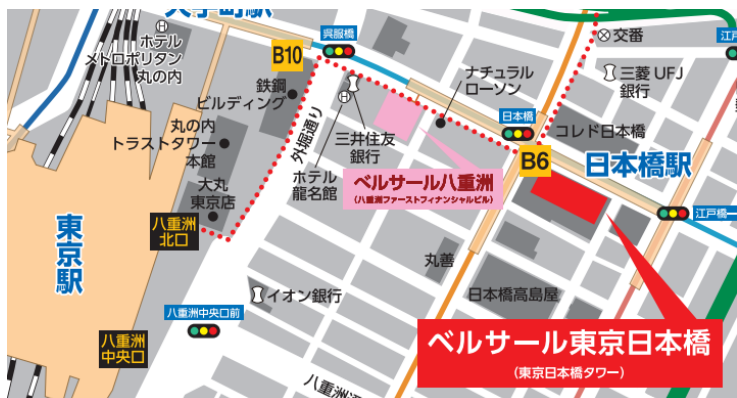 大手町駅
ホテル
メトロポリタン
丸の内
B10
呉服橋
交番
江戸
三菱UFJ
銀行
ナチュラル
ローソン
鉄鋼
ビルディング
外堀通り
日本橋
コレド日本橋
丸の内
トラストタワー
本館
三井住友
銀行
B6
日本橋駅
ホテル
龍名館
ベルサール八重洲
(八重洲ファーストフィナンシャルビル)
大丸
東京店
江戸橋一
八重洲
北口
東京駅
丸善
イオン銀行
日本橋高島屋
八重洲中央口前
八重洲
中央口
ベルサール東京日本橋
(東京日本橋タワー)
八重洲通